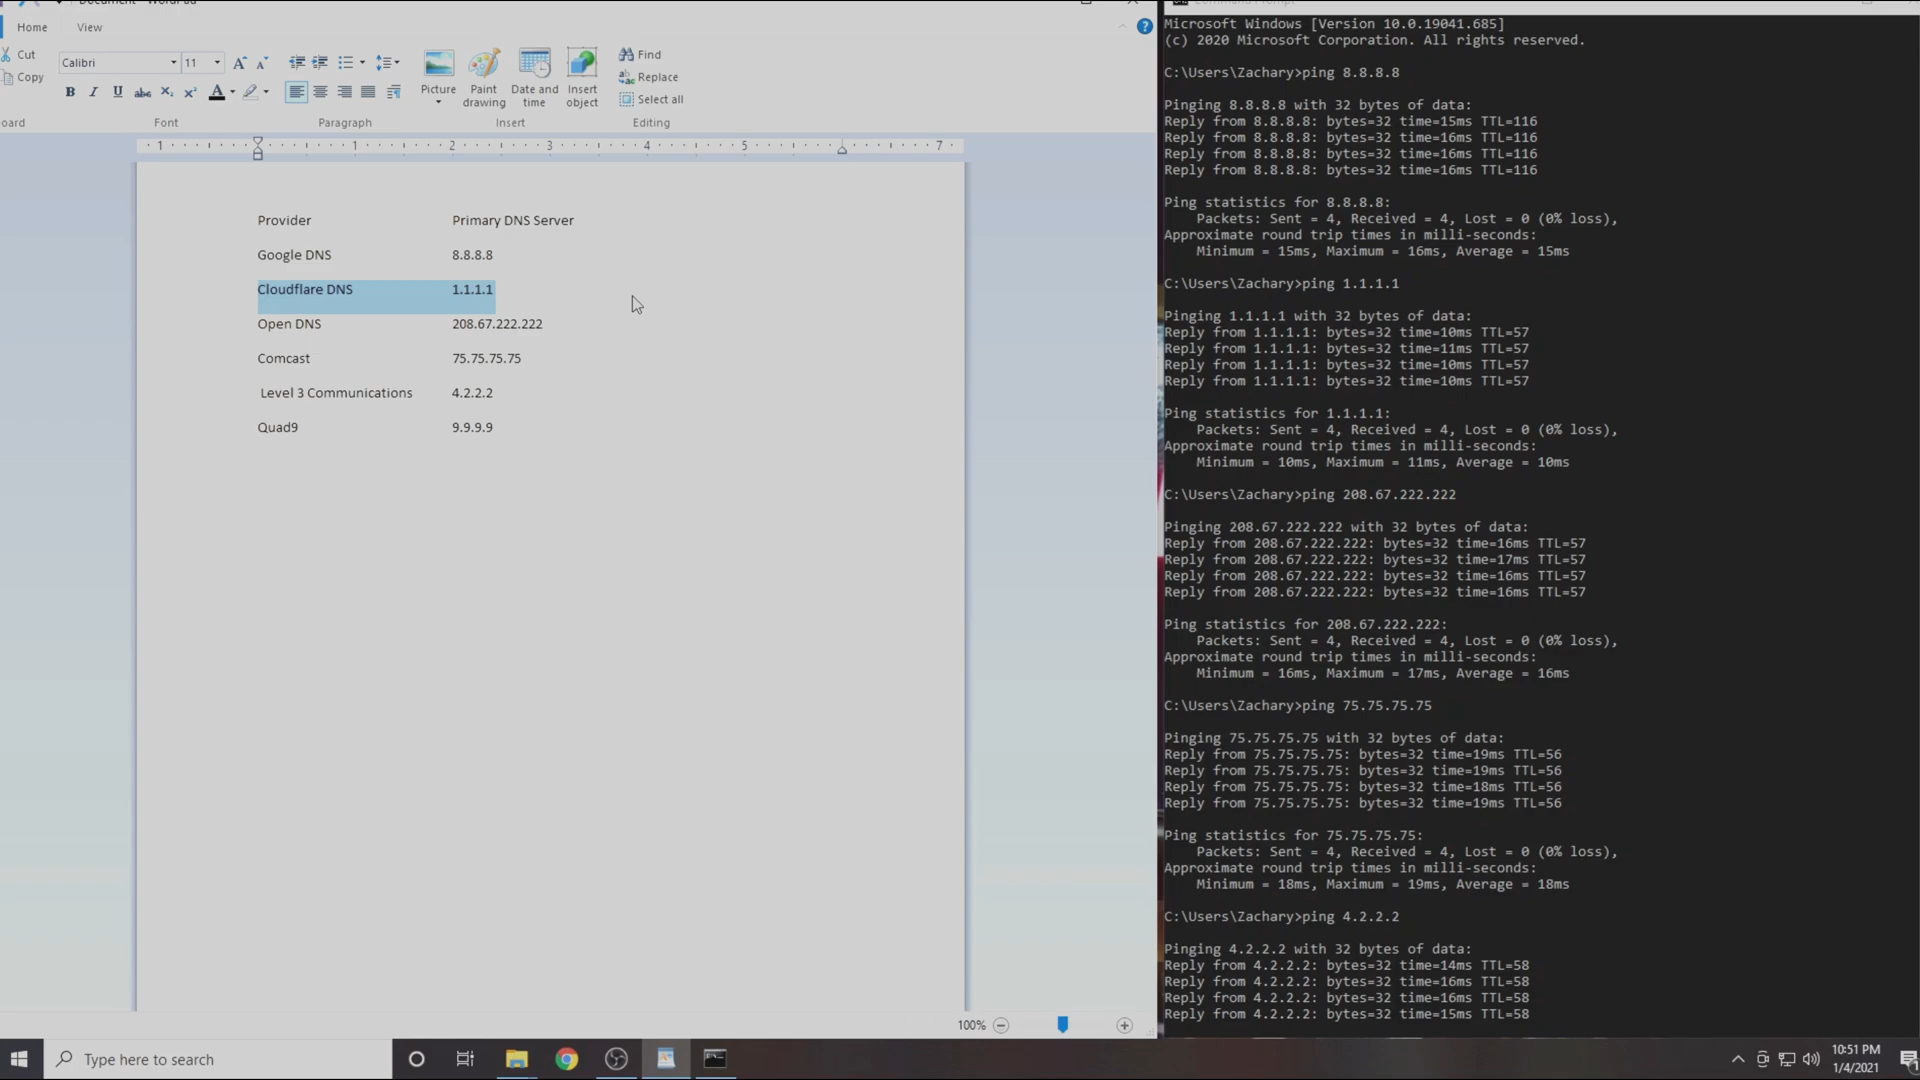 Home View
Cut
Copy
Calibri 11
Find
Replace
Select all
Picture Paint drawing Date and time Insert object
oard Font Paragraph Insert Editing
1 1 2 3 4 5 7
Provider Primary DNS Server
Google DNS 8.8.8.8
Cloudflare DNS 1.1.1.1
Open DNS 208.67.222.222
Comcast 75.75.75.75
Level 3 Communications 4.2.2.2
Quad9 9.9.9.9
100%
Microsoft Windows [Version 10.0.19041.685]
(c) 2020 Microsoft Corporation. All rights reserved.
C:\Users\Zachary>ping 8.8.8.8
Pinging 8.8.8.8 with 32 bytes of data:
Reply from 8.8.8.8: bytes=32 time=15ms TTL=116
Reply from 8.8.8.8: bytes=32 time=16ms TTL=116
Reply from 8.8.8.8: bytes=32 time=16ms TTL=116
Reply from 8.8.8.8: bytes=32 time=16ms TTL=116
Ping statistics for 8.8.8.8:
Packets: Sent = 4, Received = 4, Lost = 0 (0% loss),
Approximate round trip times in milli-seconds:
Minimum = 15ms, Maximum = 16ms, Average = 15ms
C:\Users\Zachary>ping 1.1.1.1
Pinging 1.1.1.1 with 32 bytes of data:
Reply from 1.1.1.1: bytes=32 time=10ms TTL=57
Reply from 1.1.1.1: bytes=32 time=11ms TTL=57
Reply from 1.1.1.1: bytes=32 time=10ms TTL=57
Reply from 1.1.1.1: bytes=32 time=10ms TTL=57
Ping statistics for 1.1.1.1:
Packets: Sent = 4, Received = 4, Lost = 0 (0% loss),
Approximate round trip times in milli-seconds:
Minimum = 10ms, Maximum = 11ms, Average = 10ms
C:\Users\Zachary>ping 208.67.222.222
Pinging 208.67.222.222 with 32 bytes of data:
Reply from 208.67.222.222: bytes=32 time=16ms TTL=57
Reply from 208.67.222.222: bytes=32 time=17ms TTL=57
Reply from 208.67.222.222: bytes=32 time=16ms TTL=57
Reply from 208.67.222.222: bytes=32 time=16ms TTL=57
Ping statistics for 208.67.222.222:
Packets: Sent = 4, Received = 4, Lost = 0 (0% loss),
Approximate round trip times in milli-seconds:
Minimum = 16ms, Maximum = 17ms, Average = 16ms
C:\Users\Zachary>ping 75.75.75.75
Pinging 75.75.75.75 with 32 bytes of data:
Reply from 75.75.75.75: bytes=32 time=19ms TTL=56
Reply from 75.75.75.75: bytes=32 time=19ms TTL=56
Reply from 75.75.75.75: bytes=32 time=18ms TTL=56
Reply from 75.75.75.75: bytes=32 time=19ms TTL=56
Ping statistics for 75.75.75.75:
Packets: Sent = 4, Received = 4, Lost = 0 (0% loss),
Approximate round trip times in milli-seconds:
Minimum = 18ms, Maximum = 19ms, Average = 18ms
C:\Users\Zachary>ping 4.2.2.2
Pinging 4.2.2.2 with 32 bytes of data:
Reply from 4.2.2.2: bytes=32 time=14ms TTL=58
Reply from 4.2.2.2: bytes=32 time=16ms TTL=58
Reply from 4.2.2.2: bytes=32 time=16ms TTL=58
Reply from 4.2.2.2: bytes=32 time=15ms TTL=58
Type here to search
10:51 PM
1/4/2021